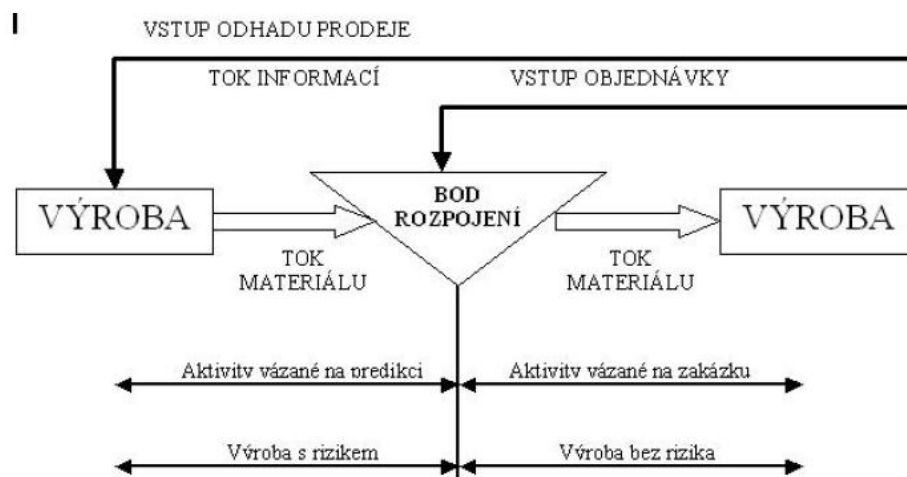 I
VSTUP ODHADU PRODEJE
TOK INFORMACÍ
VSTUP OBJEDNÁVKY
VÝROBA
BOD
ROZPOJENÍ
VÝROBA
TOK
MATERIÁLU
TOK
MATERIÁLU
Aktivity vázané na predikci
Aktivity vázané na zakázku
Výroba s rizikem
Výroba bez rizika